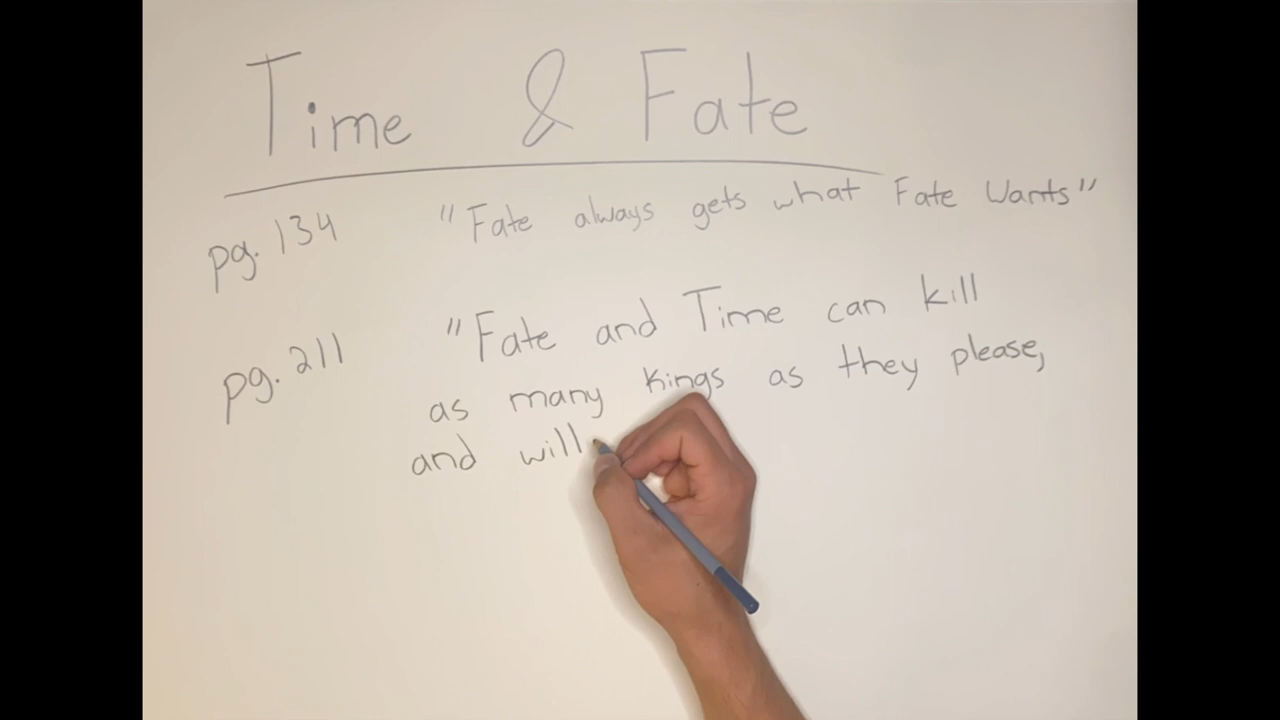 Time & Fate
pg. 134 "Fate always gets what Fate Wants"
pg. 211 "Fate and Time can kill
as many kings as they please,
and will